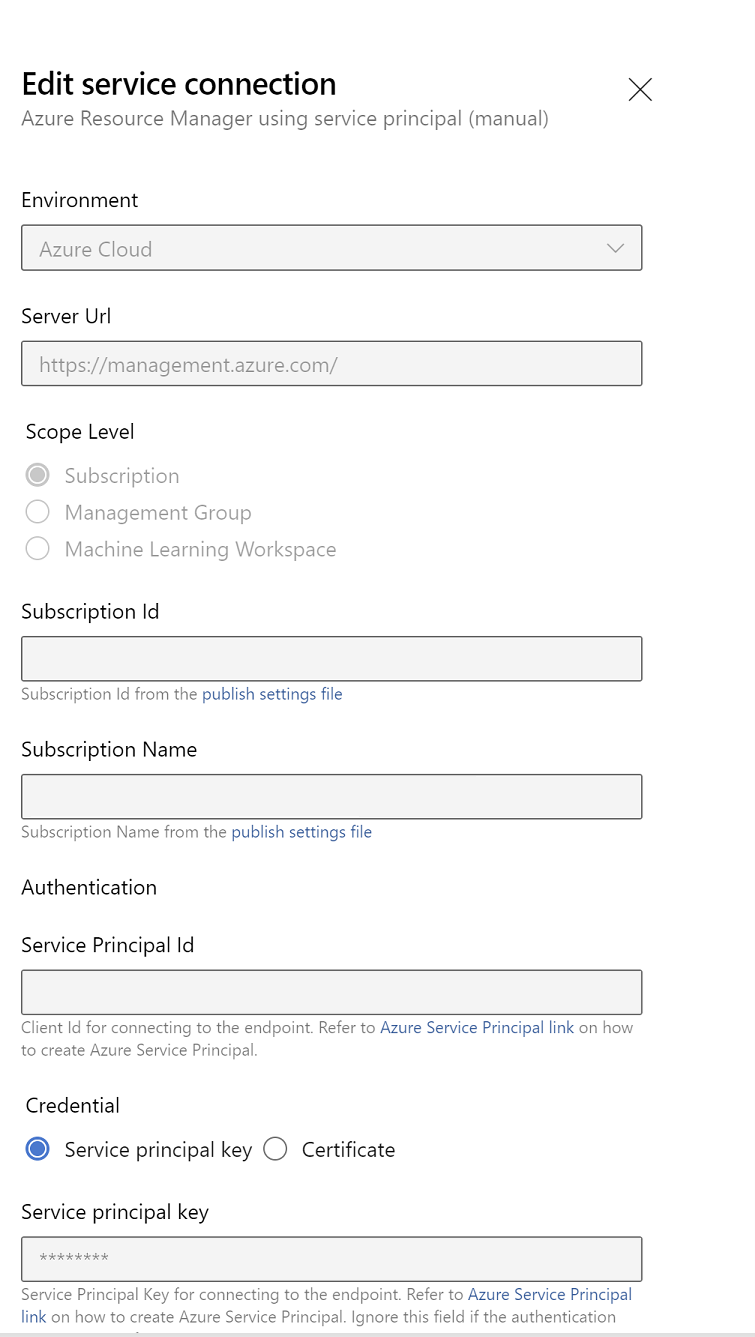 Edit service connection
Azure Resource Manager using service principal (manual)
Environment
Azure Cloud
Server Url
https://management.azure.com/
Scope Level
Subscription
Management Group
Machine Learning Workspace
Subscription Id
Subscription Id from the publish settings file
Subscription Name
Subscription Name from the publish settings file
Authentication
Service Principal Id
Client Id for connecting to the endpoint. Refer to Azure Service Principal link on how
to create Azure Service Principal.
Credential
Service principal key Certificate
Service principal key
********
Service Principal Key for connecting to the endpoint. Refer to Azure Service Principal
link on how to create Azure Service Principal. Ignore this field if the authentication